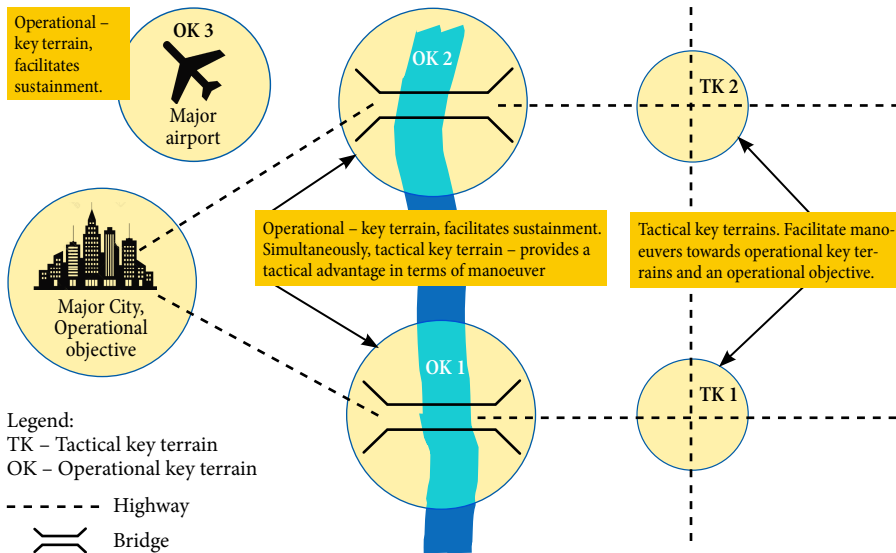 Operational –
key terrain,
facilitates
sustainment.
OK 3
Major
airport
OK 2
TK 2
Major City,
Operational
objective
Operational – key terrain, facilitates sustainment.
Simultaneously, tactical key terrain – provides a
tactical advantage in terms of manoeuver
Tactical key terrains. Facilitate mano-
euvers towards operational key ter-
rains and an operational objective.
OK 1
TK 1
Legend:
TK – Tactical key terrain
OK – Operational key terrain
Highway
Bridge